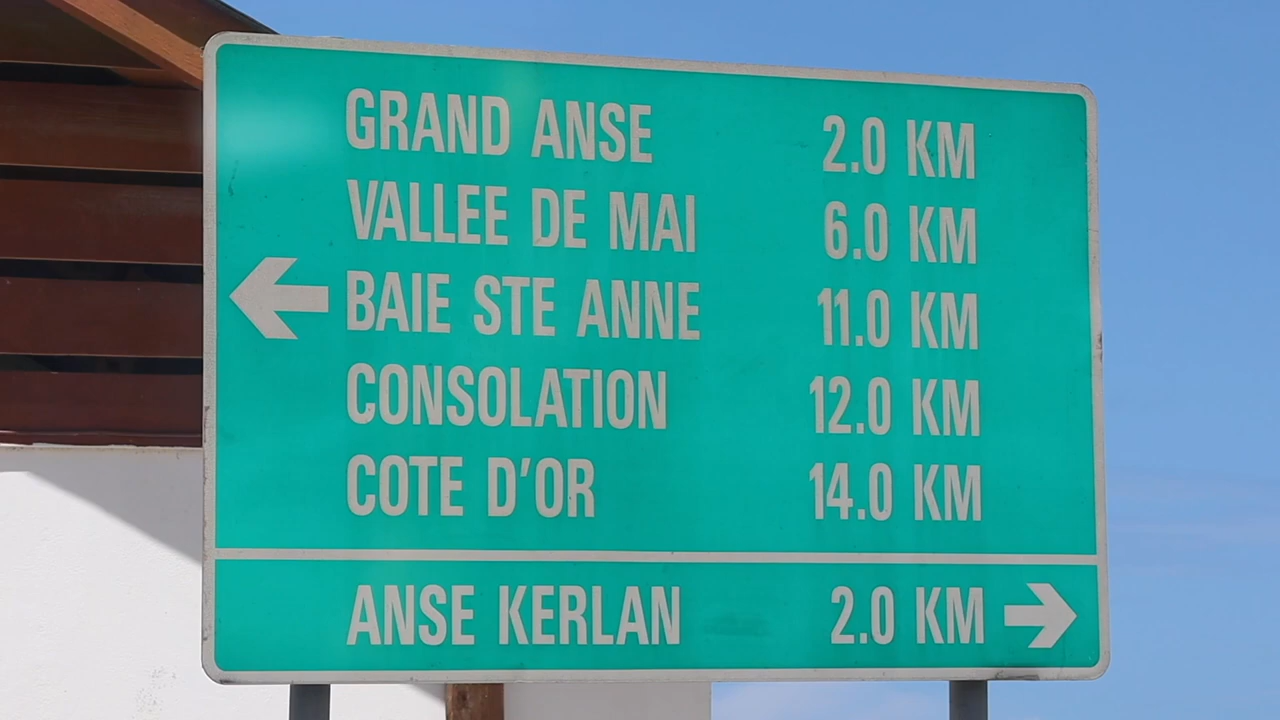 GRAND ANSE 2.0 KM
VALLEE DE MAI 6.0 KM
BAIE STE ANNE 11.0 KM
CONSOLATION 12.0 KM
COTE D'OR 14.0 KM
ANSE KERLAN 2.0 KM